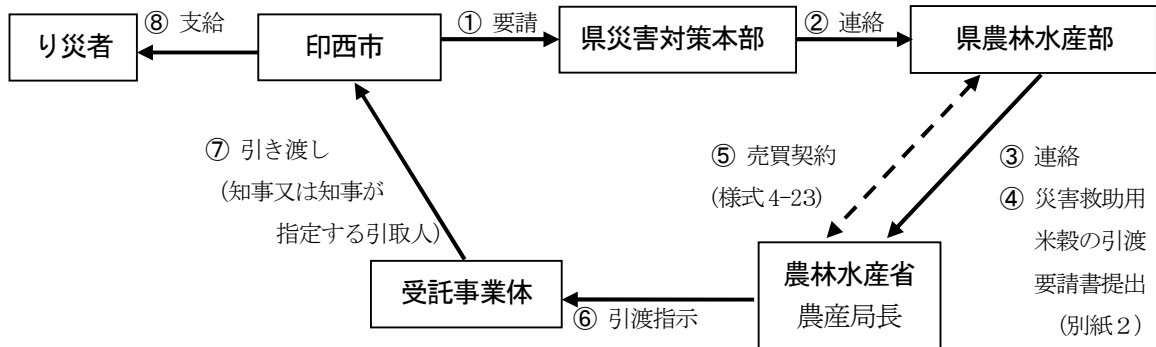 ⑧ 支給
① 要請
② 連絡
り災者
印西市
県災害対策本部
県農林水産部
⑦ 引き渡し
(知事又は知事が
指定する引取人)
⑤ 売買契約
(様式4-23)
③ 連絡
④ 災害救助用
米穀の引渡
要請書提出
(別紙2)
受託事業体
⑥ 引渡指示
農林水産省
農産局長